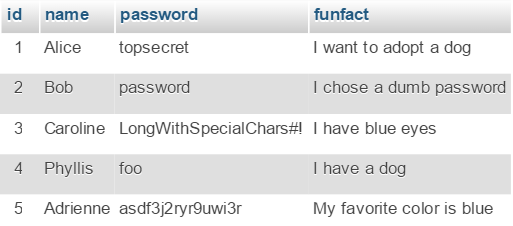 id name password funfact
1 Alice topsecret I want to adopt a dog
2 Bob password I chose a dumb password
3 Caroline LongWithSpecialChars#! I have blue eyes
4 Phyllis foo I have a dog
5 Adrienne asdf3j2ryr9uwi3r My favorite color is blue